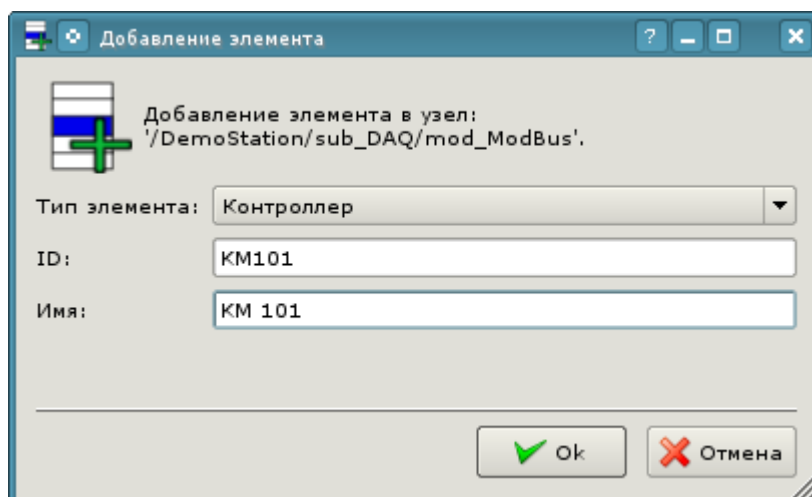 Добавление элемента
Добавление элемента в узел:
'/DemoStation/sub_DAQ/mod_ModBus'.
Тип элемента: Контроллер
ID: KM101
Имя: KM 101
Ok Отмена